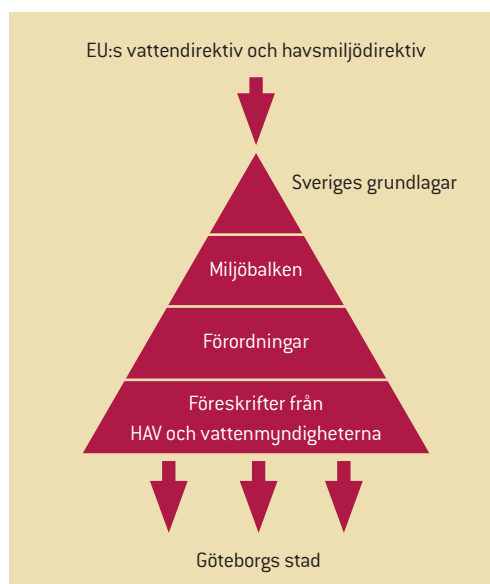 EU:s vattendirektiv och havsmiljödirektiv
Sveriges grundlagar
Miljöbalken
Förordningar
Föreskrifter från
HAV och vattenmyndigheterna
Göteborgs stad